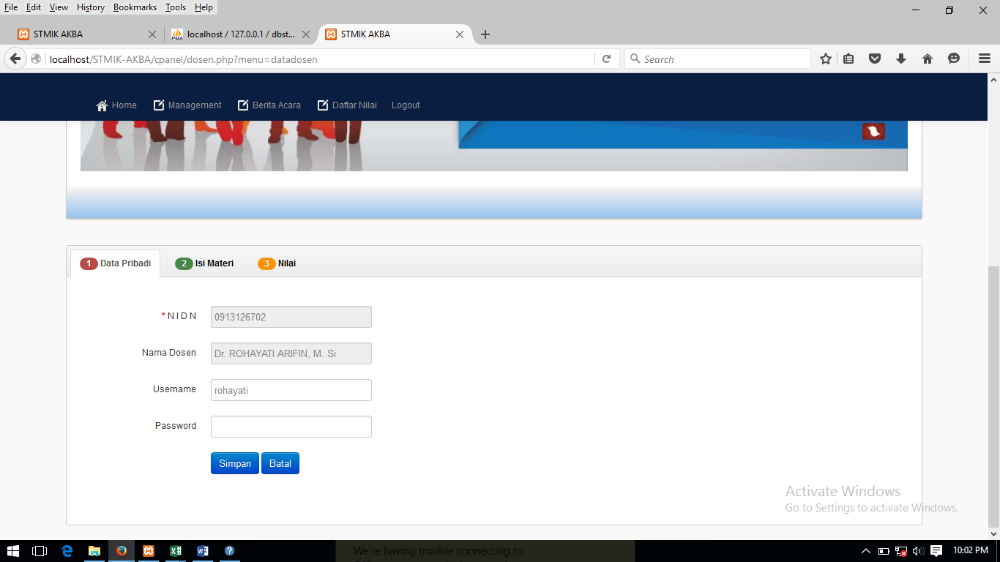 File Edit View History Bookmarks Tools Help
STMIK AKBA
PMA localhost / 127.0.0.1 / dbst...
STMIK AKBA
localhost/STMIK-AKBA/cpanel/dosen.php?menu=datadosen
Search
Home Management Berita Acara Daftar Nilai Logout
1 Data Pribadi 2 Isi Materi 3 Nilai
* N I D N 0913126702
Nama Dosen Dr. ROHAYATI ARIFIN, M. Si
Username rohayati
Password
Simpan Batal
Activate Windows
Go to Settings to activate Windows.
We're having trouble connecting to
10:02 PM